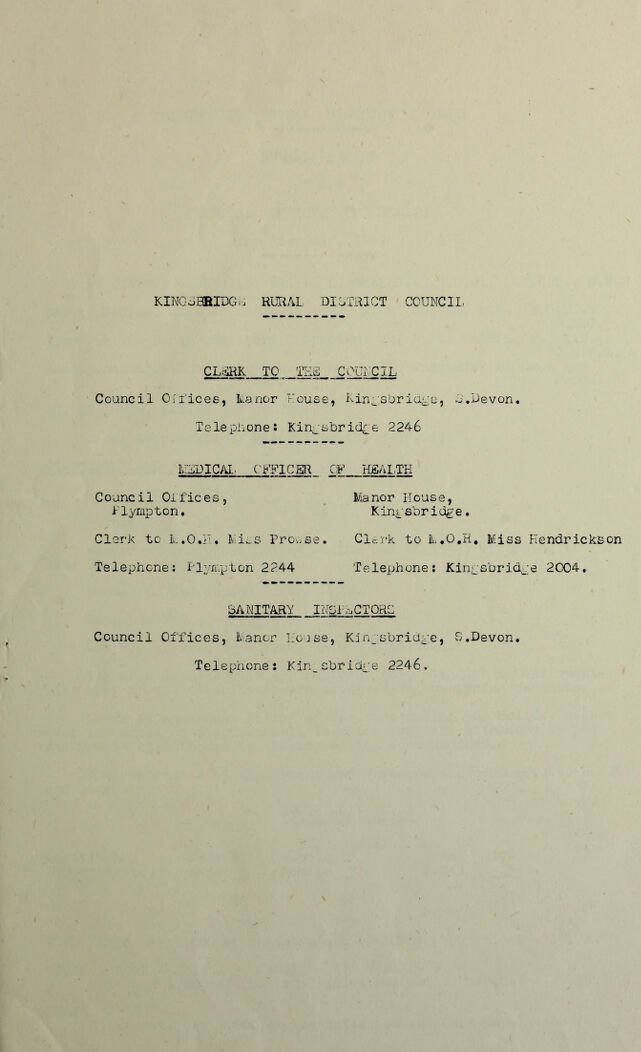 KINGSBRIDGE RURAL DISTRICT COUNCIL
CLERK TO THE COUNCIL
Council Offices, Manor House, Kingsbridge, S.Devon.
Telephone: Kingsbridge 2246
MEDICAL OFFICER OF HEALTH
Council Offices, Manor House,
Plympton. Kingsbridge.
Clerk to M.O.H. Miss Prowse. Clerk to M.O.H. Miss Hendrickson
Telephone: Plympton 2244 Telephone: Kingsbridge 2004.
SANITARY INSPECTORS
Council Offices, Manor House, Kingsbridge, S.Devon.
Telephone: Kingsbridge 2246.